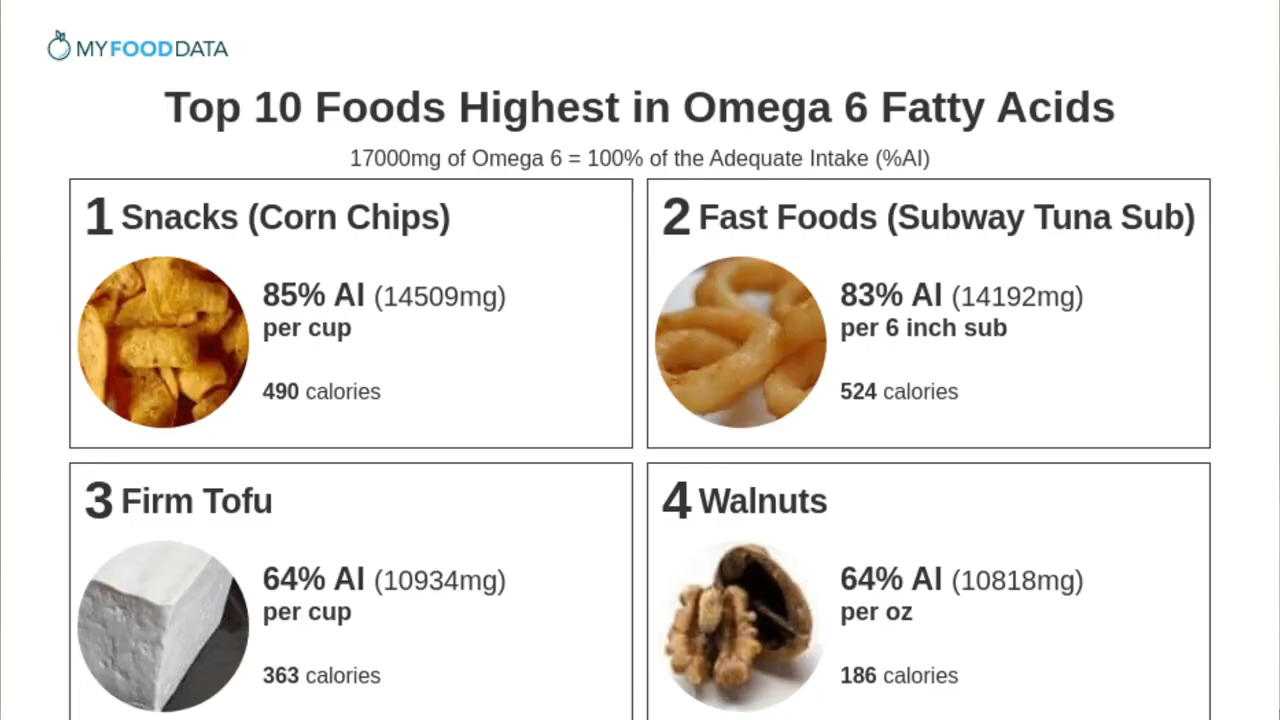 MYFOODDATA
Top 10 Foods Highest in Omega 6 Fatty Acids
17000mg of Omega 6 = 100% of the Adequate Intake (%AI)
1 Snacks (Corn Chips)
85% AI (14509mg)
per cup
490 calories
2 Fast Foods (Subway Tuna Sub)
83% AI (14192mg)
per 6 inch sub
524 calories
3 Firm Tofu
64% AI (10934mg)
per cup
363 calories
4 Walnuts
64% AI (10818mg)
per oz
186 calories